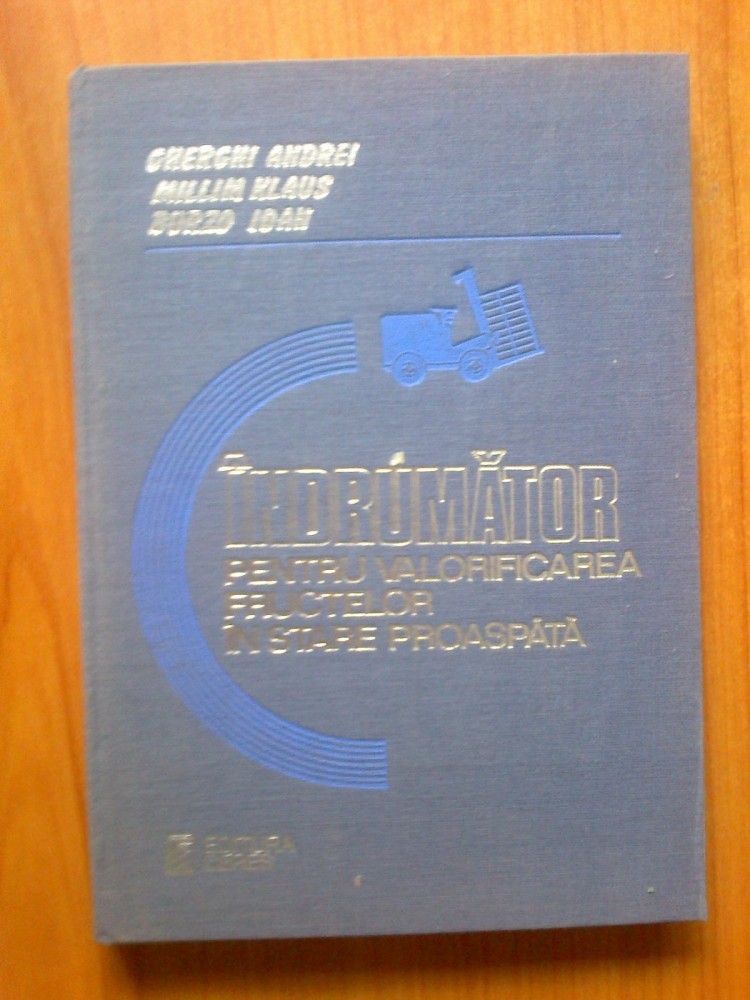 GHERGHI ANDREI
MILLIM KLAUS
BURZO IOAN
ÎNDRUMĂTOR
PENTRU VALORIFICAREA
FRUCTELOR
ÎN STARE PROASPĂTĂ
EDITURA
CERES